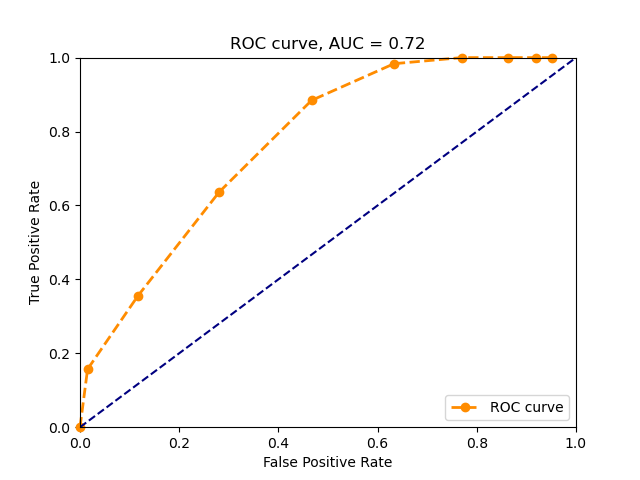 ROC curve, AUC = 0.72
1.0
0.8
0.6
0.4
0.2
0.0
True Positive Rate
ROC curve
0.0 0.2 0.4 0.6 0.8 1.0
False Positive Rate